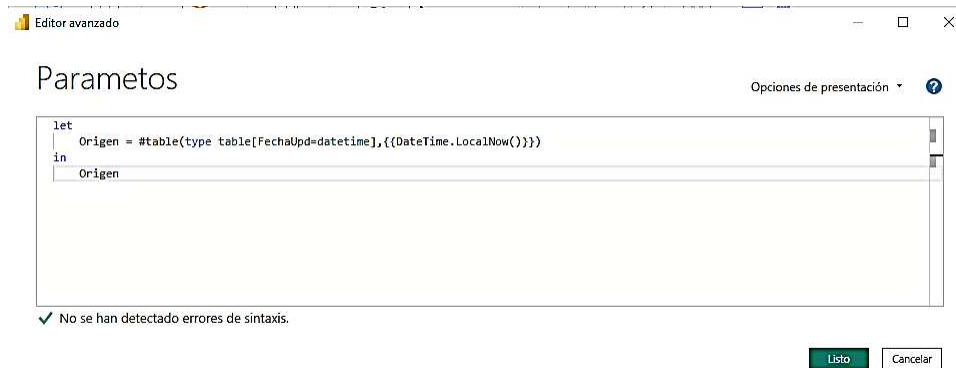 Editor avanzado
Parametos
Opciones de presentación
let
Origen = #table(type table[FechaUpd=datetime],{{DateTime.LocalNow()}})
in
Origen
No se han detectado errores de sintaxis.
Listo
Cancelar